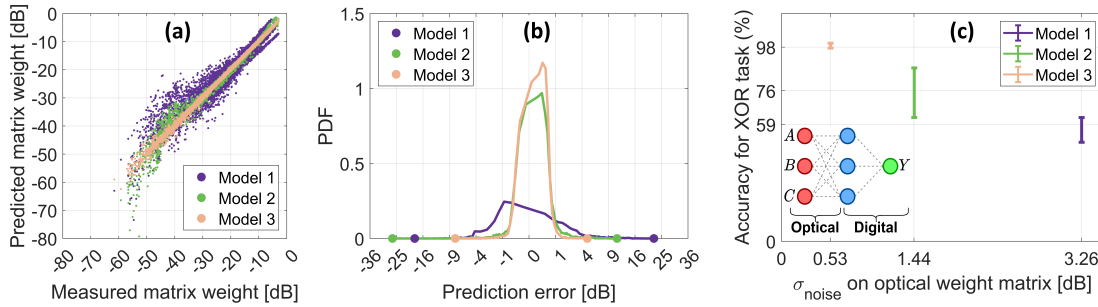 (a)
Predicted matrix weight [dB]
0
-10
-20
-30
-40
-50
-60
-70
-80
-80
-70
-60
-50
-40
-30
-20
-10
0
Measured matrix weight [dB]
Model 1
Model 2
Model 3
(b)
PDF
1.5
1
0.5
0
-36
-25
-16
-9
-4
-1
0
1
4
9
16
25
36
Prediction error [dB]
Model 1
Model 2
Model 3
(c)
Accuracy for XOR task (%)
98
76
59
0
0
0.53
1.44
3.26
σnoise on optical weight matrix [dB]
Model 1
Model 2
Model 3
A
B
C
Y
Optical
Digital